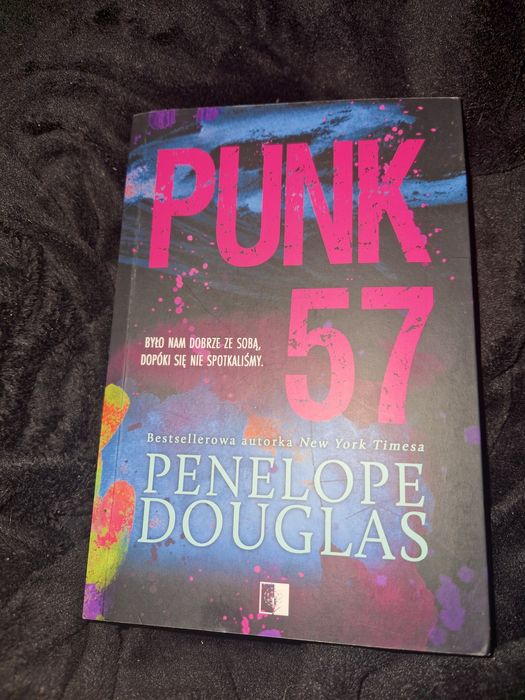 PUNK
57
BYŁO NAM DOBRZE ZE SOBĄ,
DOPÓKI SIĘ NIE SPOTKALIŚMY.
Bestsellerowa autorka New York Timesa
PENELOPE
DOUGLAS